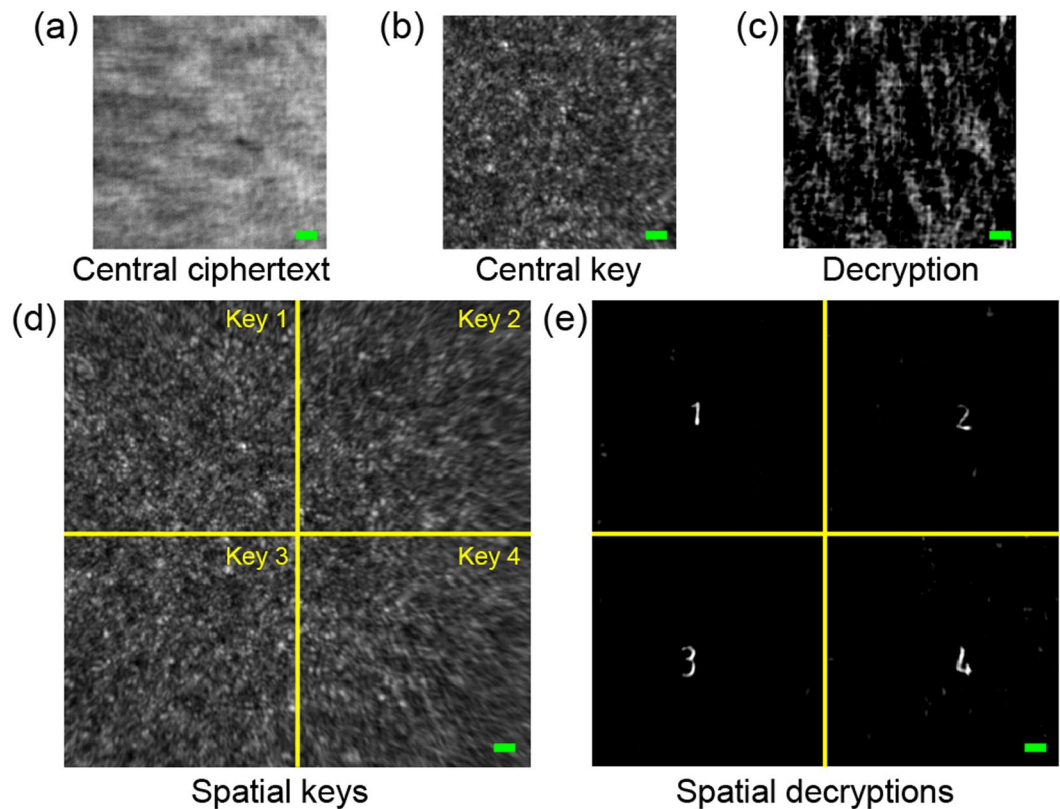 (a)
(b)
(c)
Central ciphertext
Central key
Decryption
(d)
Key 1
Key 2
Key 3
Key 4
(e)
1
2
3
4
Spatial keys
Spatial decryptions